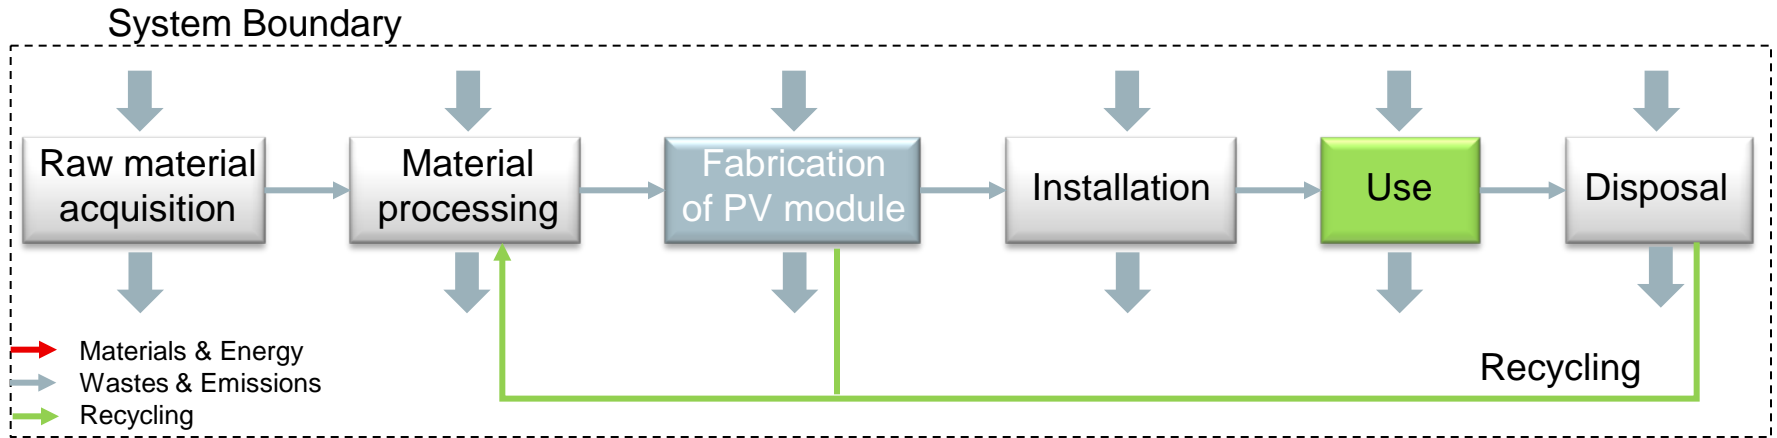 System Boundary
Raw material
acquisition
Material
processing
Fabrication
of PV module
Installation
Use
Disposal
Materials & Energy
Wastes & Emissions
Recycling
Recycling